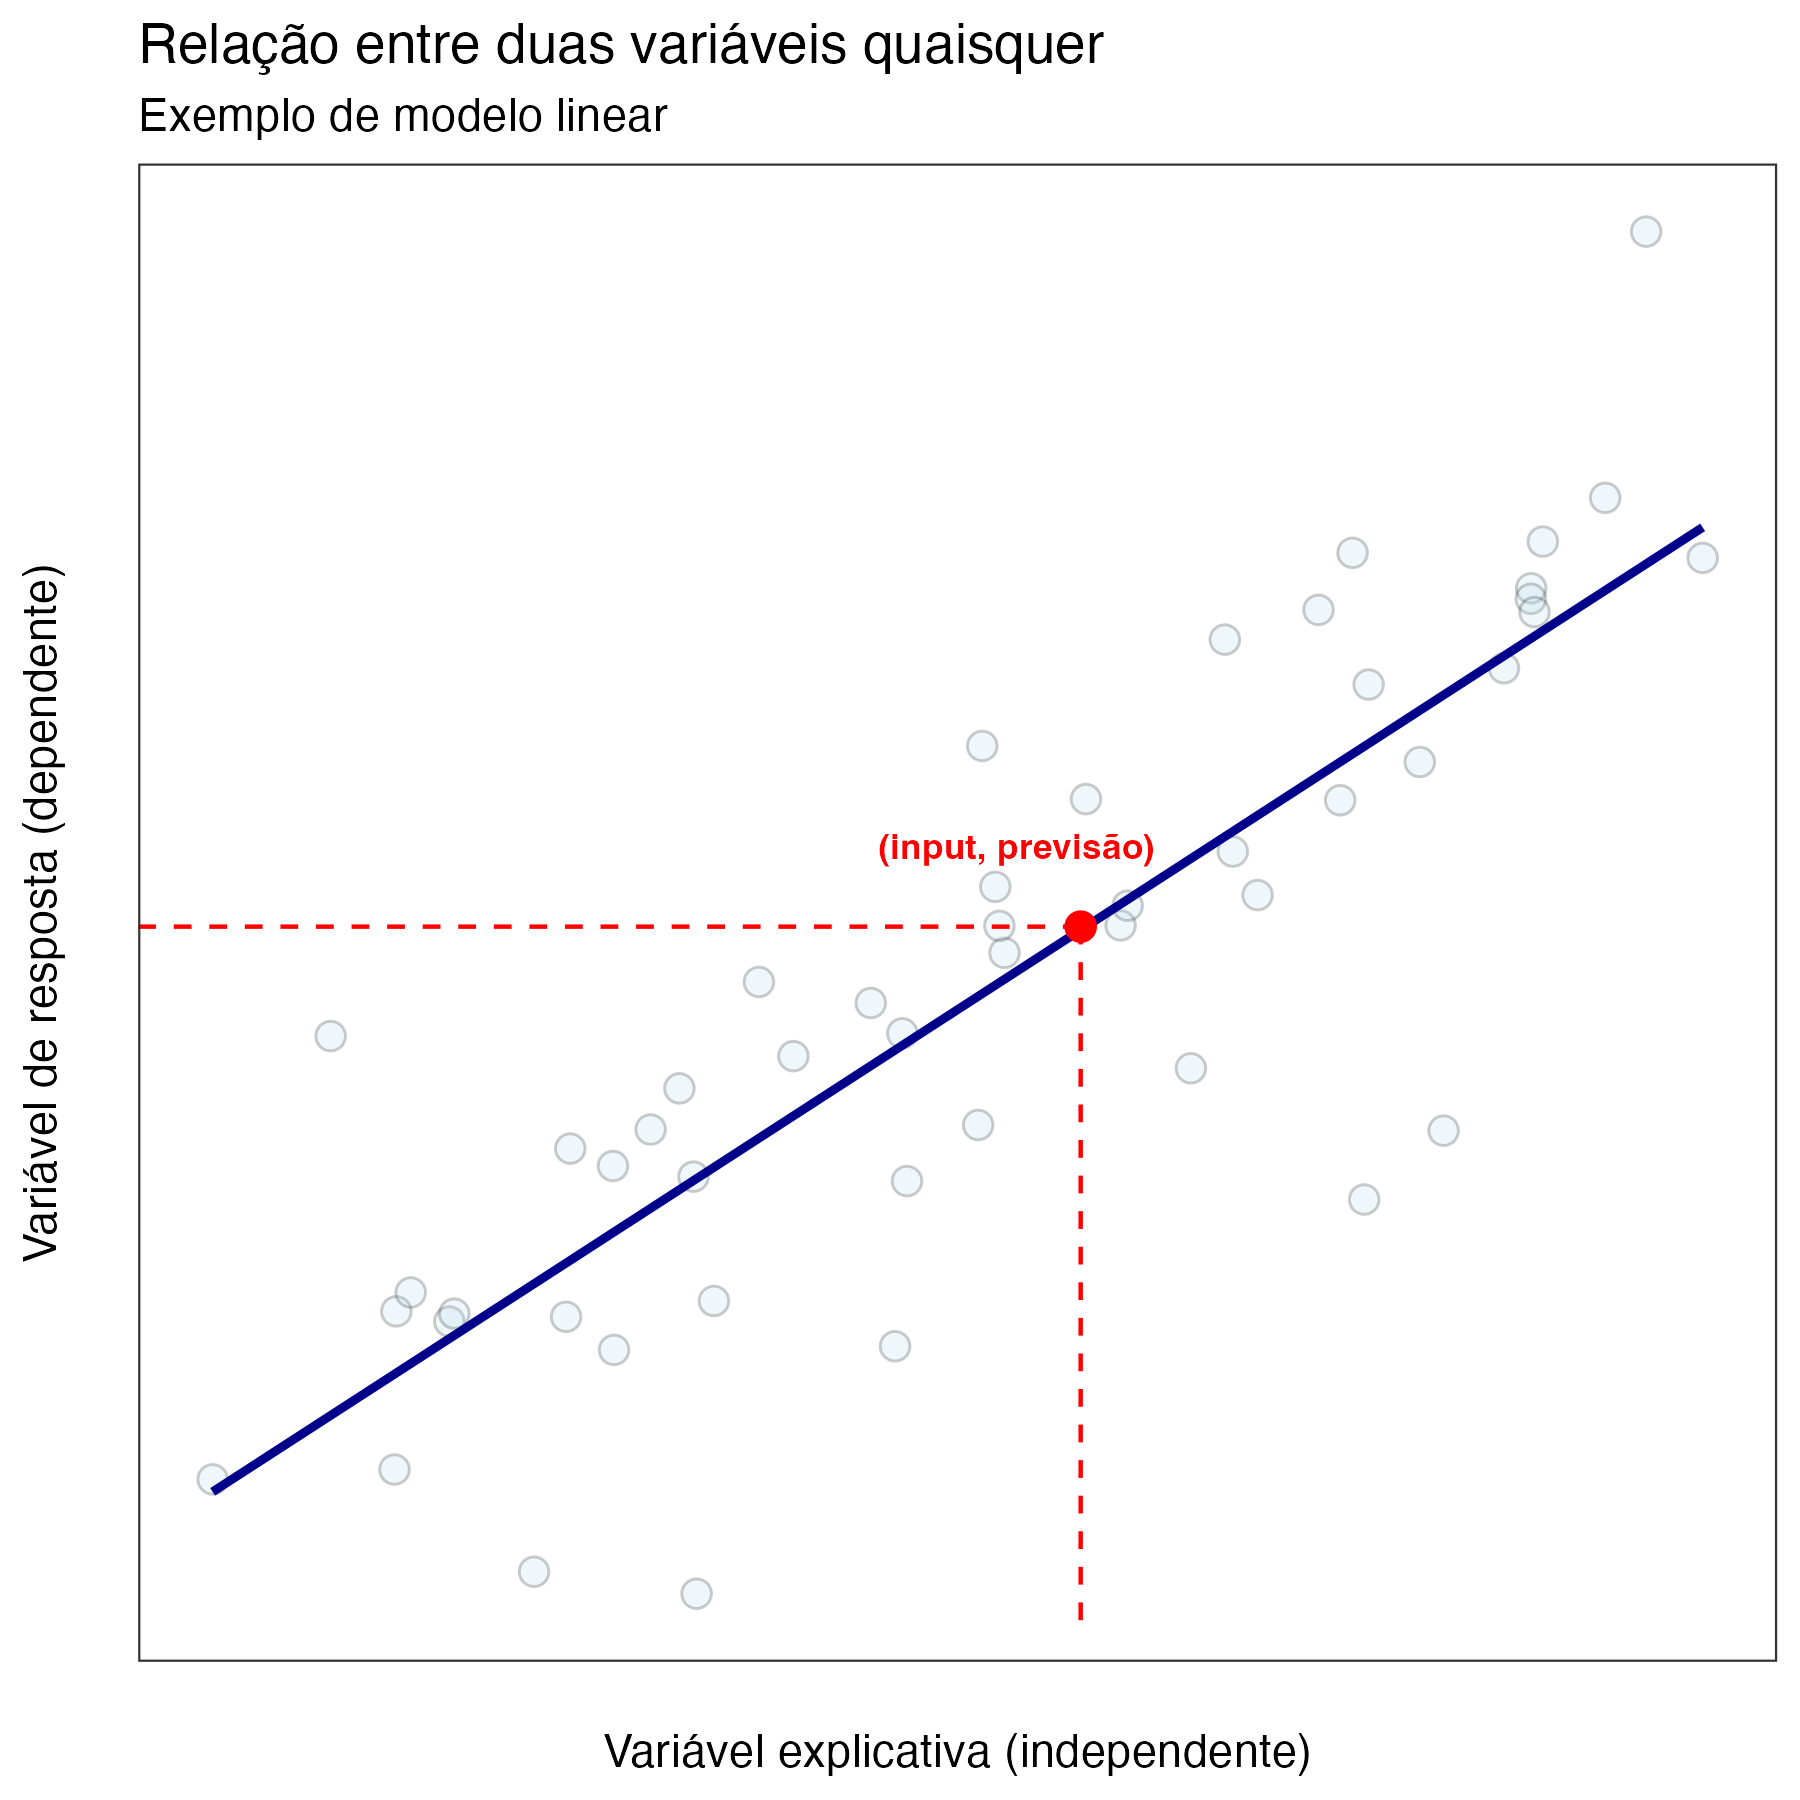 Relação entre duas variáveis quaisquer
Exemplo de modelo linear
Variável de resposta (dependente)
(input, previsão)
Variável explicativa (independente)